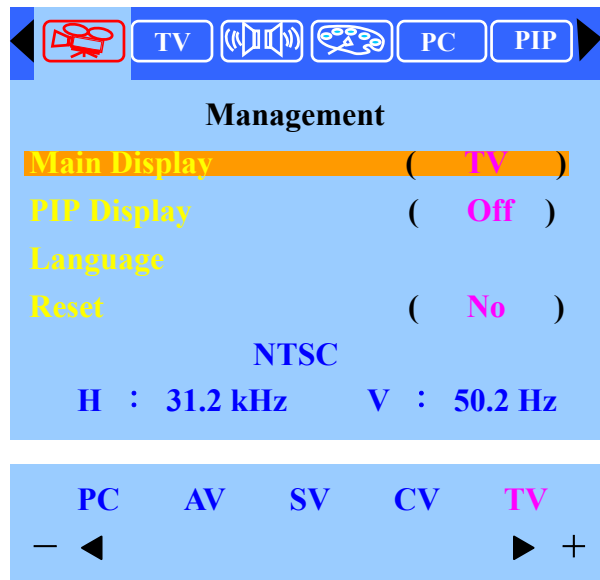 TV PC PIP
Management
Main Display ( TV )
PIP Display ( Off )
Language
Reset ( No )
NTSC
H : 31.2 kHz V : 50.2 Hz
PC AV SV CV TV
− +